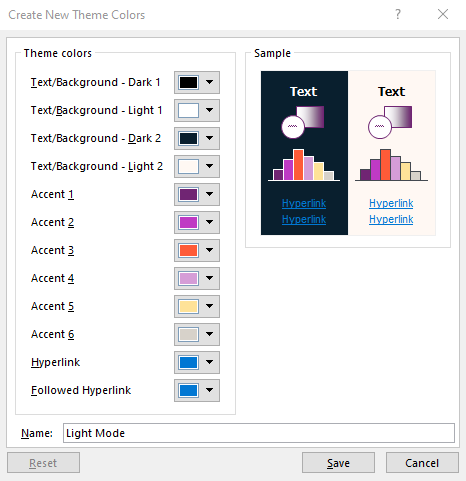 Create New Theme Colors
Theme colors
Text/Background - Dark 1
Text/Background - Light 1
Text/Background - Dark 2
Text/Background - Light 2
Accent 1
Accent 2
Accent 3
Accent 4
Accent 5
Accent 6
Hyperlink
Followed Hyperlink
Sample
Text Text
Hyperlink Hyperlink
Hyperlink Hyperlink
Name: Light Mode
Reset Save Cancel